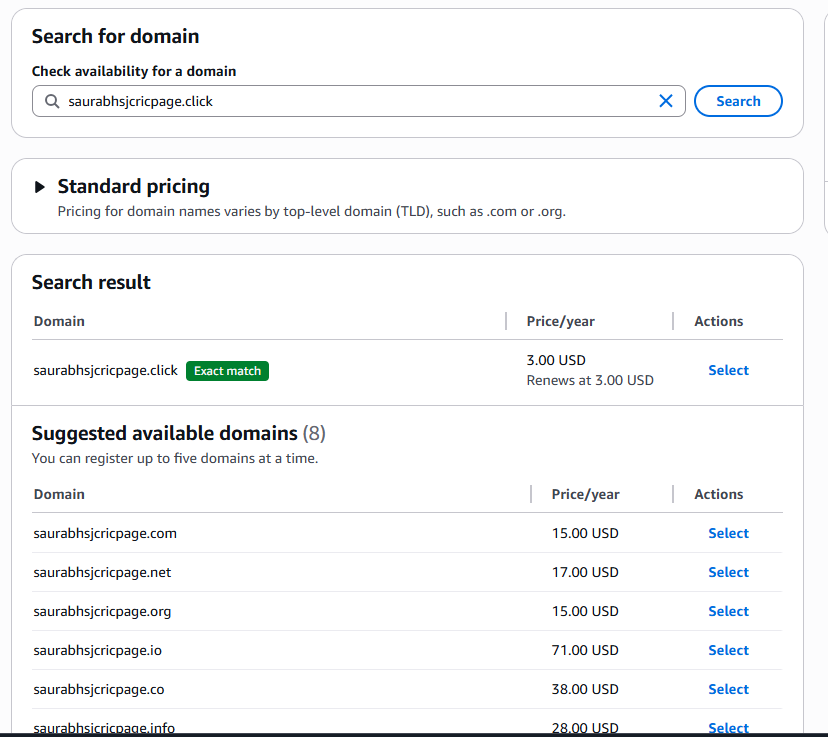 Search for domain
Check availability for a domain
saurabhsjcricpage.click
Search
Standard pricing
Pricing for domain names varies by top-level domain (TLD), such as .com or .org.
Search result
Domain Price/year Actions
saurabhsjcricpage.click Exact match 3.00 USD Select
Renews at 3.00 USD
Suggested available domains (8)
You can register up to five domains at a time.
Domain Price/year Actions
saurabhsjcricpage.com 15.00 USD Select
saurabhsjcricpage.net 17.00 USD Select
saurabhsjcricpage.org 15.00 USD Select
saurabhsjcricpage.io 71.00 USD Select
saurabhsjcricpage.co 38.00 USD Select
saurabhsjcricpage.info 28.00 USD Select